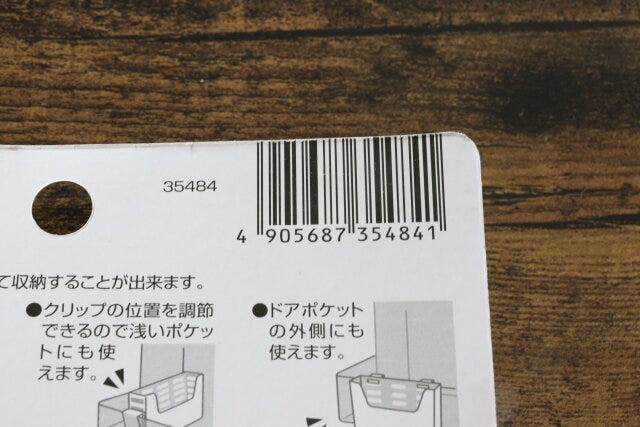 35484
4 905687 354841
て収納することが出来ます。
●クリップの位置を調節
できるので浅いポケッ
トにも使
えます。
●ドアポケット
の外側にも
使えます。